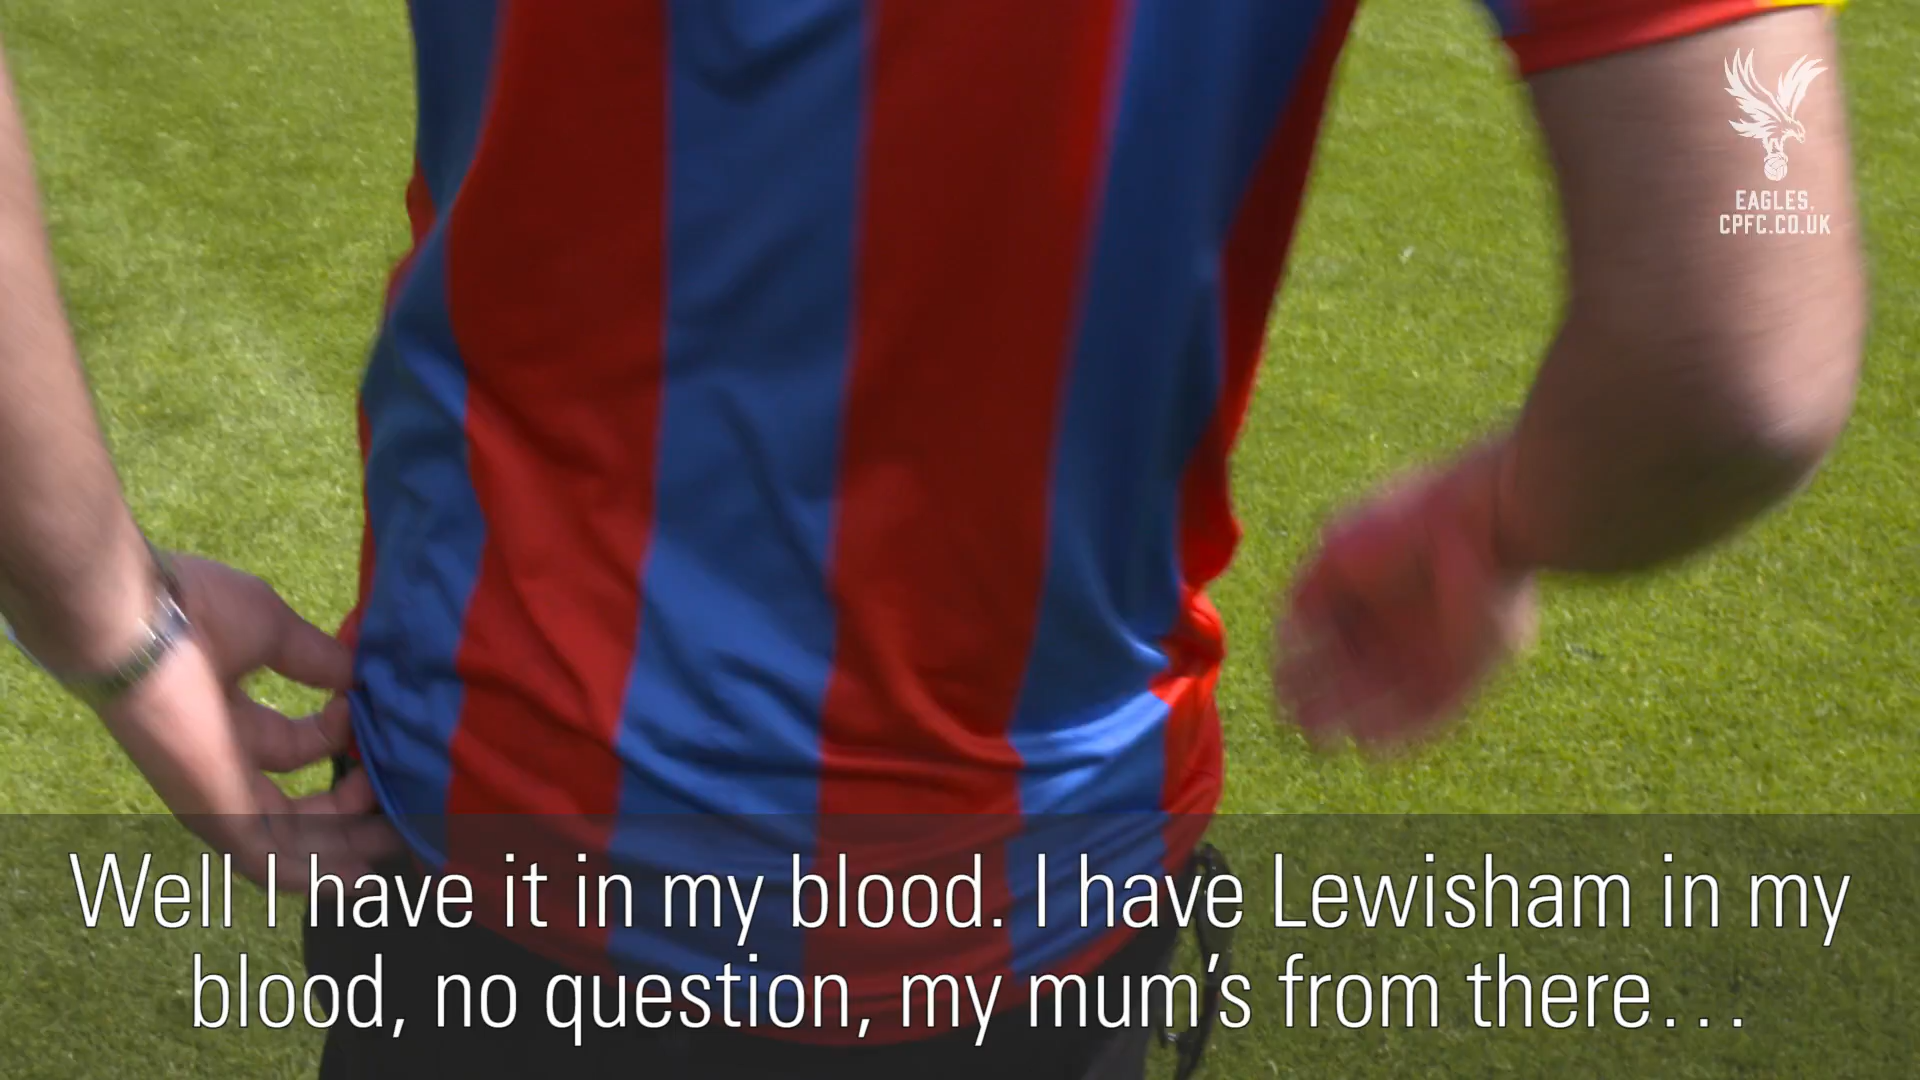 EAGLES.
CPFC.CO.UK
Well I have it in my blood. I have Lewisham in my
blood, no question, my mum’s from there…